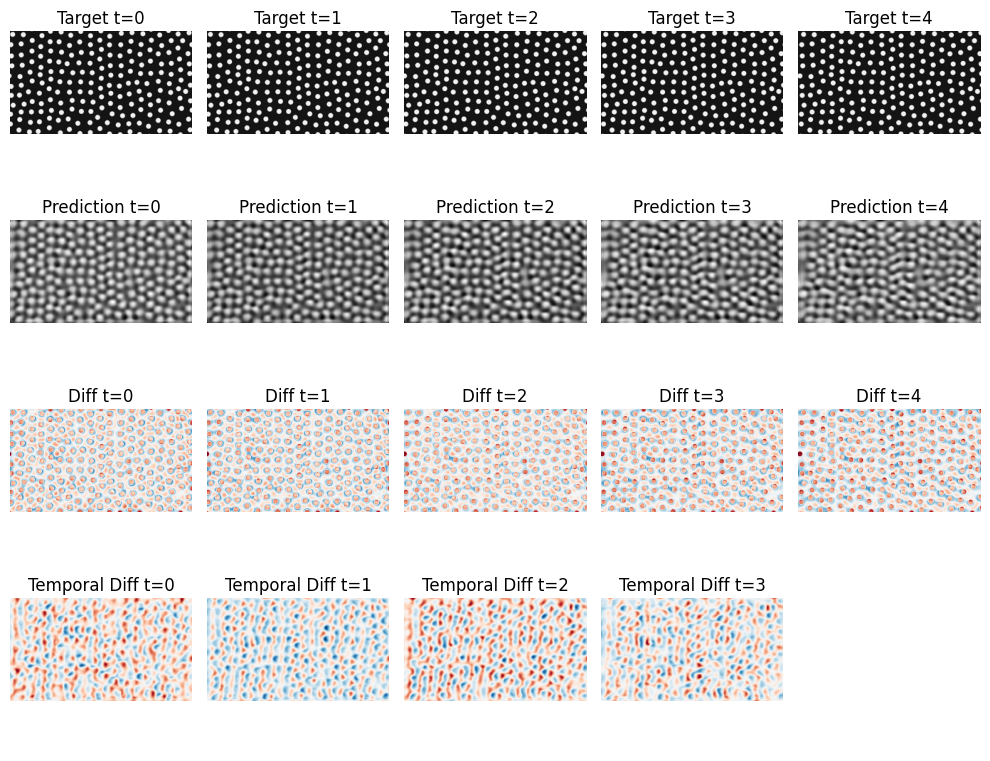 Target t=0 Target t=1 Target t=2 Target t=3 Target t=4
Prediction t=0 Prediction t=1 Prediction t=2 Prediction t=3 Prediction t=4
Diff t=0 Diff t=1 Diff t=2 Diff t=3 Diff t=4
Temporal Diff t=0 Temporal Diff t=1 Temporal Diff t=2 Temporal Diff t=3